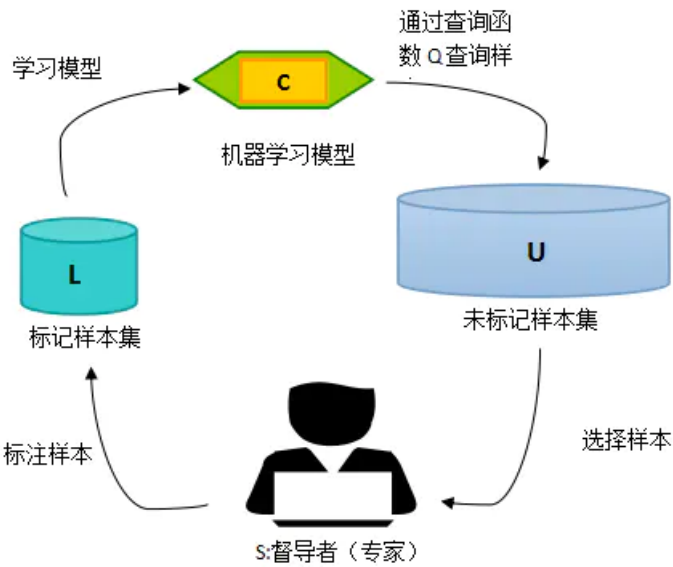 通过查询函
数Q查询样
学习模型
C
机器学习模型
L
U
标记样本集
未标记样本集
标注样本
选择样本
S:督导者（专家）